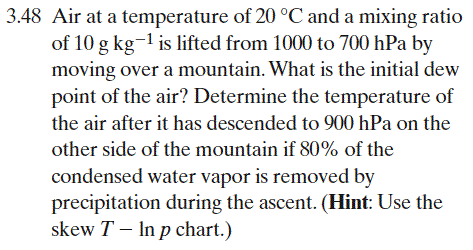 3.48 Air at a temperature of 20 °C and a mixing ratio
of 10 g kg⁻¹ is lifted from 1000 to 700 hPa by
moving over a mountain. What is the initial dew
point of the air? Determine the temperature of
the air after it has descended to 900 hPa on the
other side of the mountain if 80% of the
condensed water vapor is removed by
precipitation during the ascent. (Hint: Use the
skew T – ln p chart.)